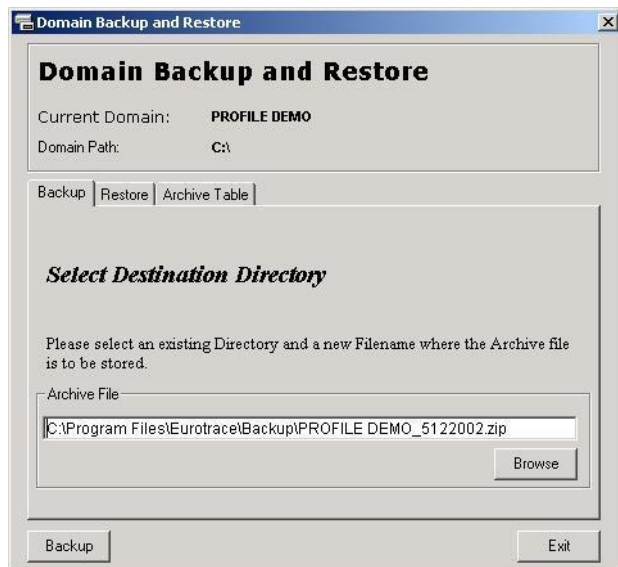 Domain Backup and Restore
Domain Backup and Restore
Current Domain: PROFILE DEMO
Domain Path: C:\
Backup Restore Archive Table
Select Destination Directory
Please select an existing Directory and a new Filename where the Archive file
is to be stored.
Archive File
C:\Program Files\Eurotrace\Backup\PROFILE DEMO_5122002.zip
Browse
Backup Exit